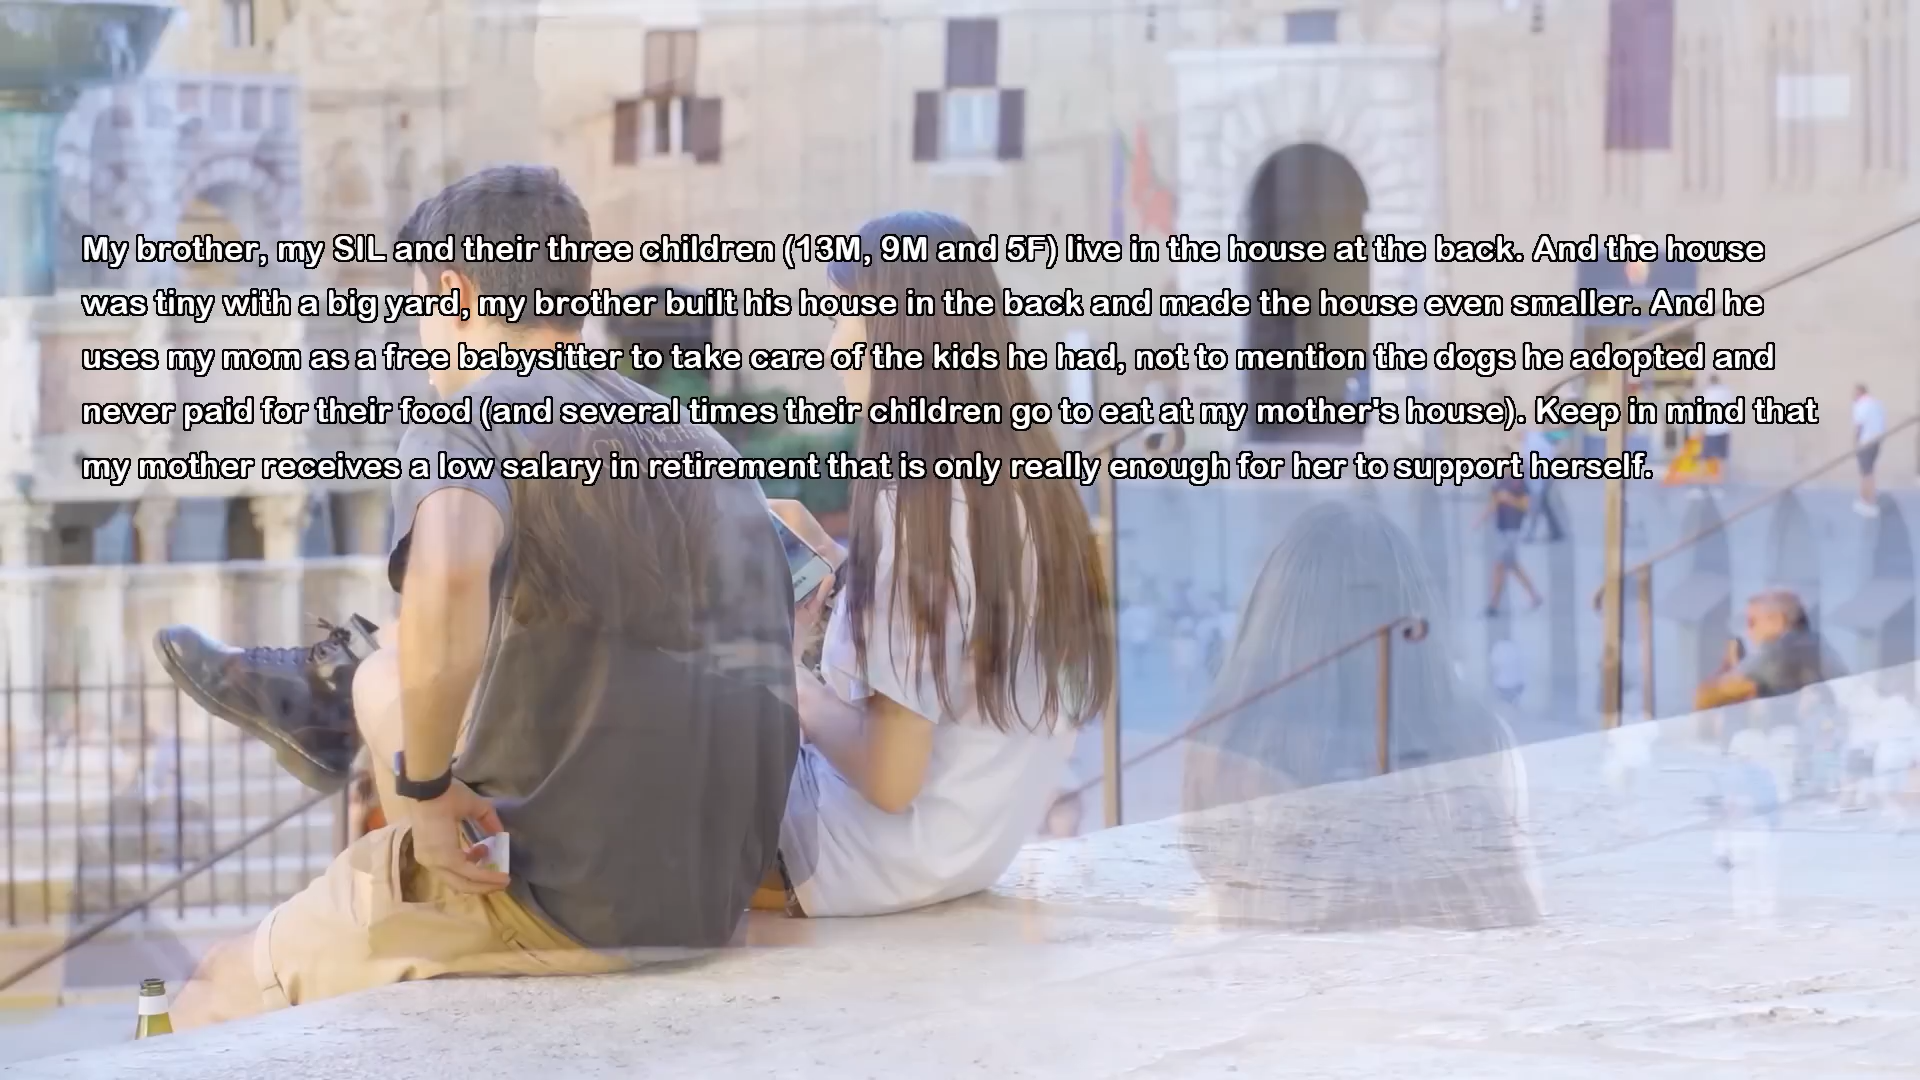 My brother, my SIL and their three children (13M, 9M and 5F) live in the house at the back. And the house
was tiny with a big yard, my brother built his house in the back and made the house even smaller. And he
uses my mom as a free babysitter to take care of the kids he had, not to mention the dogs he adopted and
never paid for their food (and several times their children go to eat at my mother's house). Keep in mind that
my mother receives a low salary in retirement that is only really enough for her to support herself.